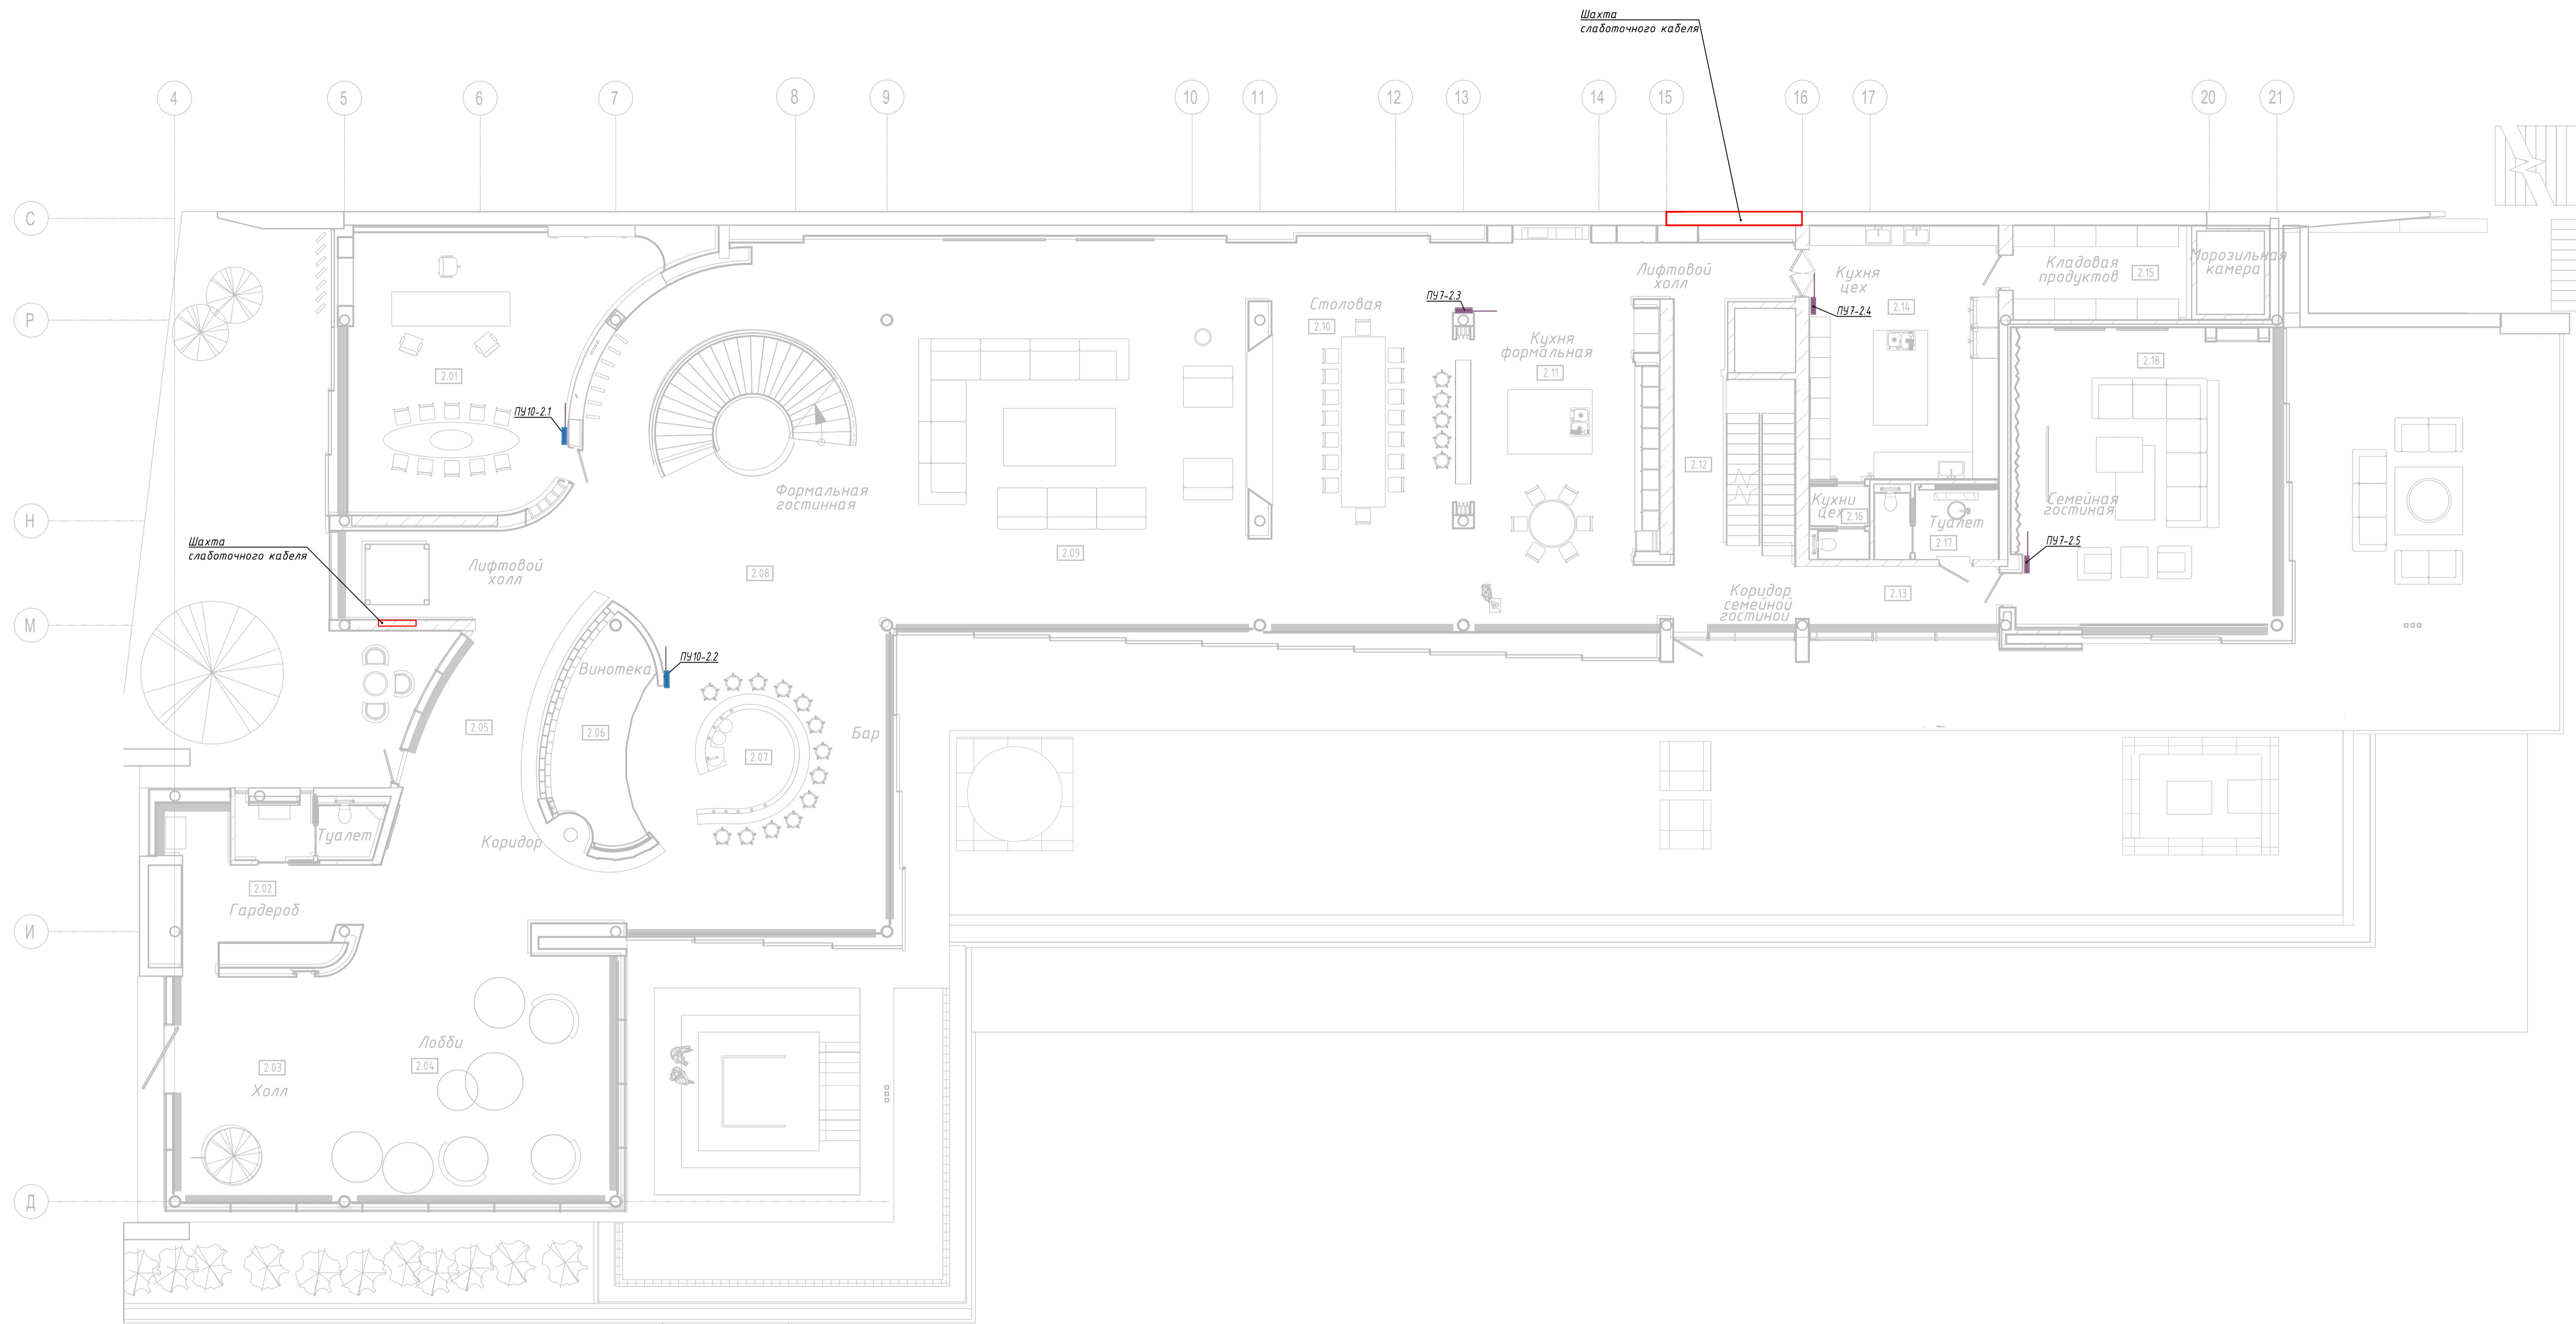 Шахта
слаботочного кабеля
4
5
6
7
8
9
10
11
12
13
14
15
16
17
20
21
С
Р
Н
М
И
Д
Лифтовой
холл
Кухня
цех
2.14
Кладовая
продуктов
2.15
Морозильная
камера
Столовая
2.10
ПУ7-2.3
ПУ7-2.4
Кухня
формальная
2.11
2.18
2.01
ПУ10-2.1
2.12
Формальная
гостинная
Кухни
цех
2.16
Туалет
2.17
Семейная
гостиная
ПУ7-2.5
Шахта
слаботочного кабеля
Лифтовой
холл
2.08
2.09
Коридор
семейной
гостиной
2.13
Винотека
ПУ10-2.2
2.05
2.06
2.07
Бар
Туалет
Коридор
2.02
Гардероб
Лобби
2.04
2.03
Холл